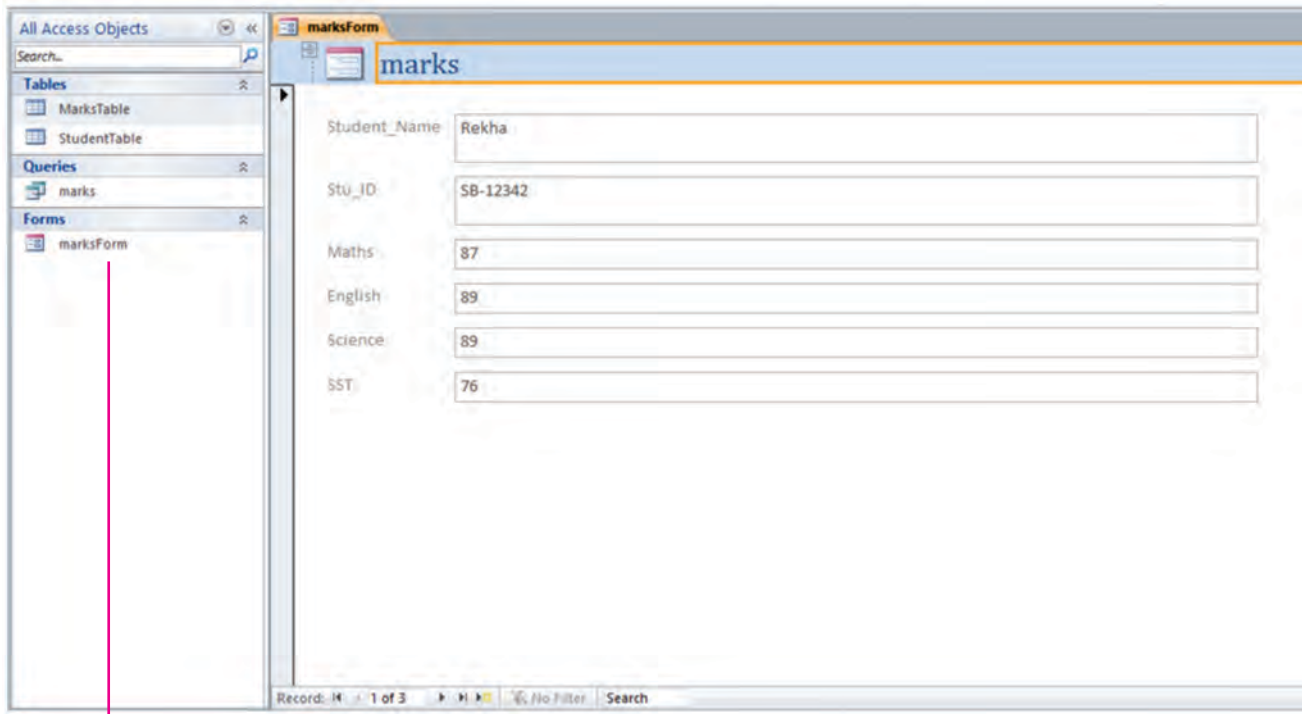 All Access Objects
Search...
Tables
MarksTable
StudentTable
Queries
marks
Forms
marksForm
marksForm
marks
Student_Name Rekha
Stu_ID SB-12342
Maths 87
English 89
Science 89
SST 76
Record: 1 of 3 No Filter Search